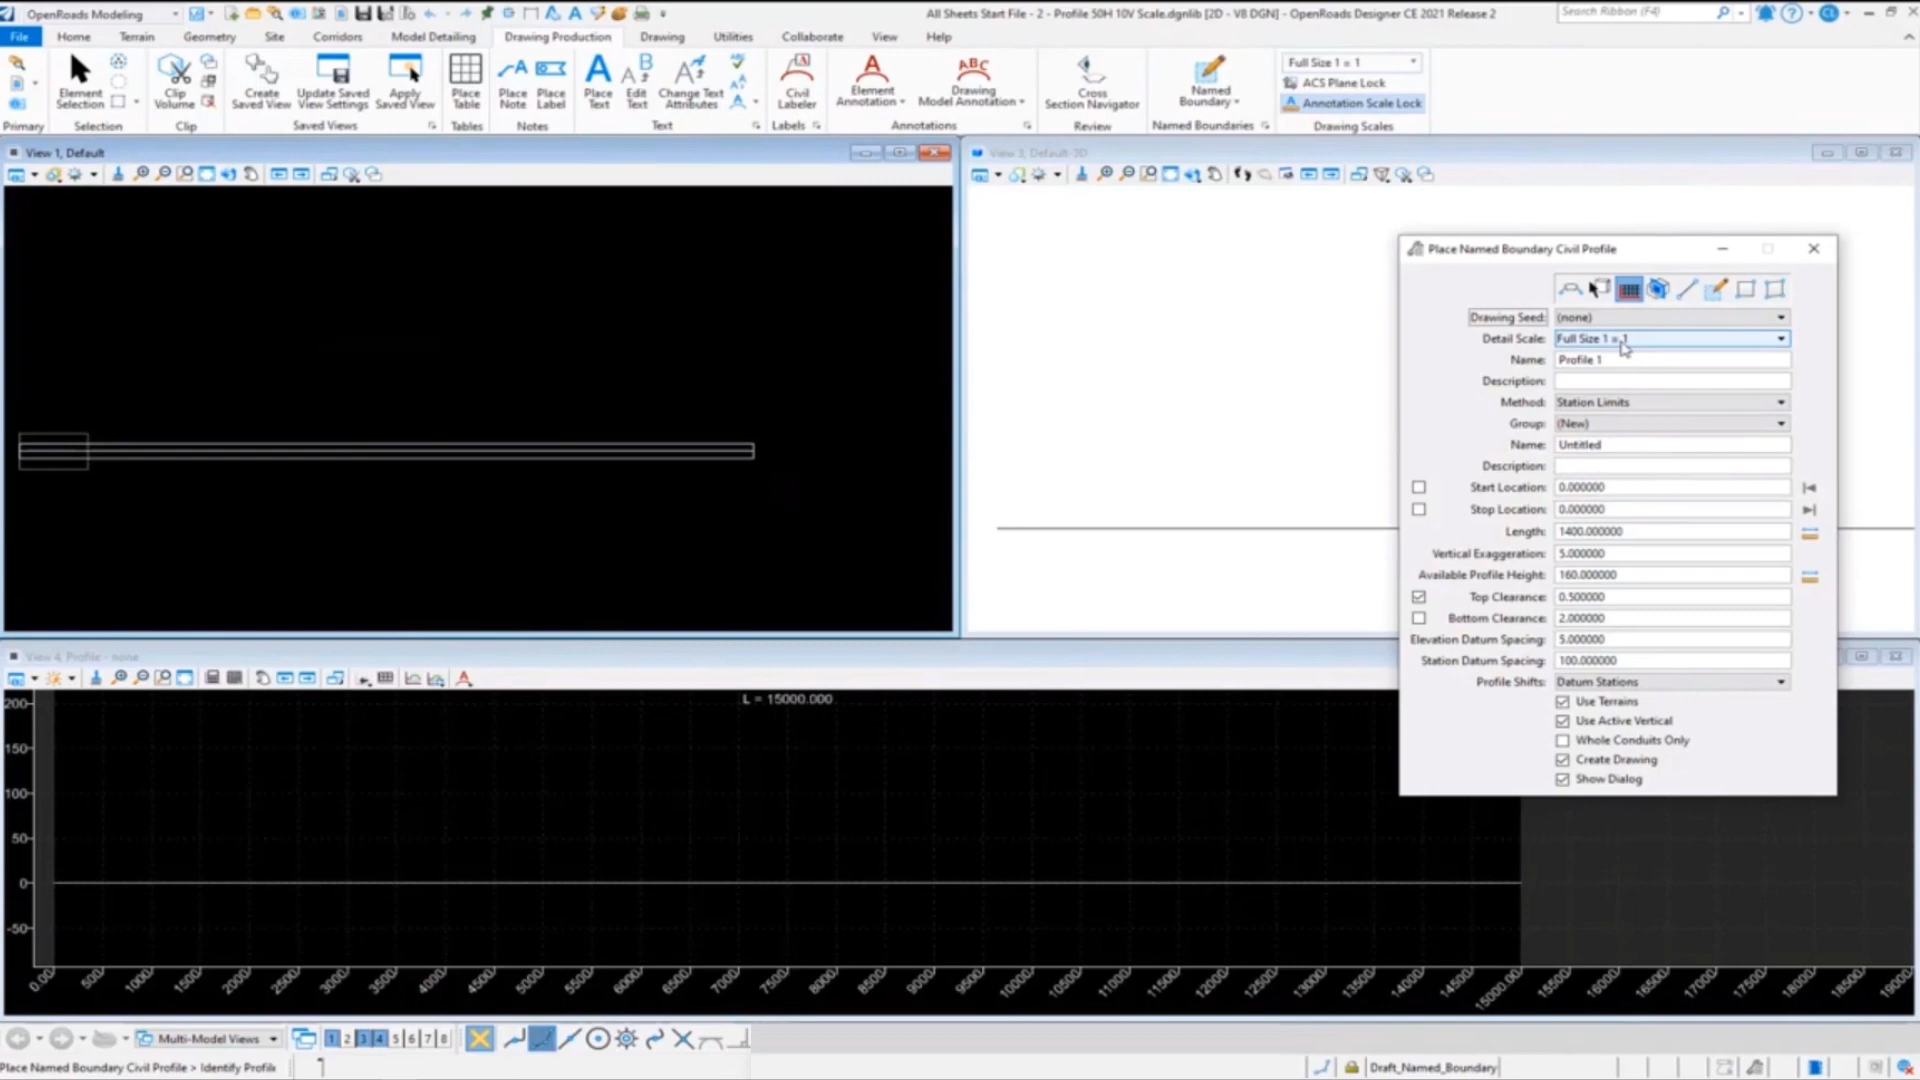 OpenRoads Modeling
All Sheets Start File - 2 - Profile 50H 10V Scale.dgnlib [2D - V8 DGN] - OpenRoads Designer CE 2021 Release 2
Search Ribbon (F4)
File Home Terrain Geometry Site Corridors Model Detailing Drawing Production Drawing Utilities Collaborate View Help
Element Selection
Clip Volume
Create Saved View
Update Saved View Settings
Apply Saved View
Place Table
Place Note
Place Label
Place Text
Edit Text
Change Text Attributes
Civil Labeler
Element Annotation
Drawing Model Annotation
Cross Section Navigator
Named Boundary
Full Size 1 = 1
ACS Plane Lock
Annotation Scale Lock
Primary Selection Clip Saved Views Tables Notes Text Labels Annotations Review Named Boundaries Drawing Scales
View 1, Default
View 3, Default-3D
Place Named Boundary Civil Profile
Drawing Seed: (none)
Detail Scale: Full Size 1 = 1
Name: Profile 1
Description:
Method: Station Limits
Group: (New)
Name: Untitled
Description:
Start Location: 0.000000
Stop Location: 0.000000
Length: 1400.000000
Vertical Exaggeration: 5.000000
Available Profile Height: 160.000000
Top Clearance: 0.500000
Bottom Clearance: 2.000000
Elevation Datum Spacing: 5.000000
Station Datum Spacing: 100.000000
Profile Shifts: Datum Stations
Use Terrains
Use Active Vertical
Whole Conduits Only
Create Drawing
Show Dialog
View 4, Profile - none
L = 15000.000
200
150
100
50
0
-50
0.00 500 1000 1500 2000 2500 3000 3500 4000 4500 5000 5500 6000 6500 7000 7500 8000 8500 9000 9500 10000 10500 11000 11500 12000 12500 13000 13500 14000 14500 15000.00 15500 16000 16500 17000 17500 18000 18500 19000
Multi-Model Views 1 2 3 4 5 6 7 8
Place Named Boundary Civil Profile > Identify Profile
Draft_Named_Boundary